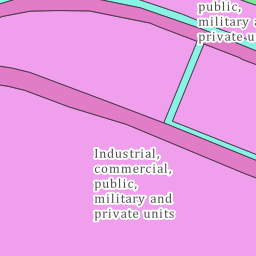 public,
military a
private u
Industrial,
commercial,
public,
military and
private units